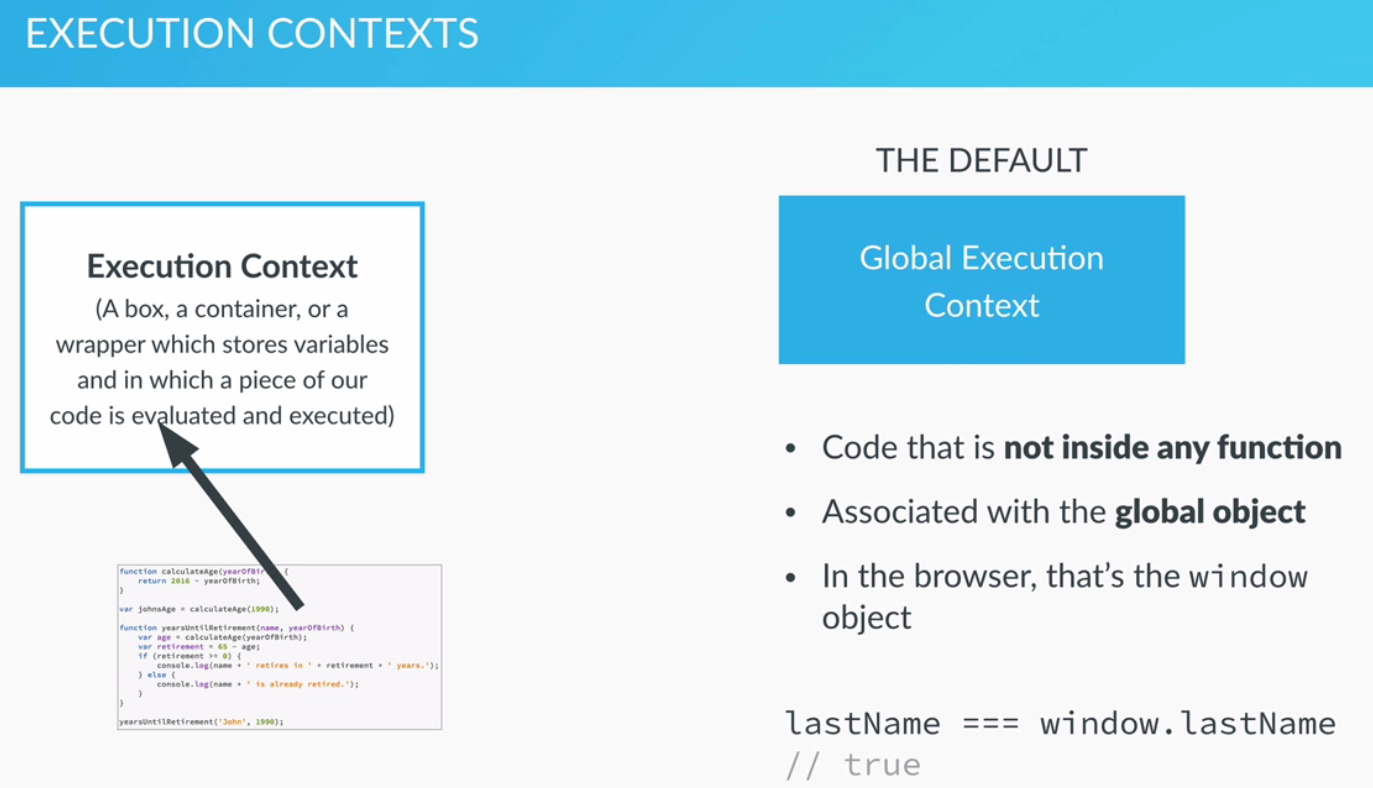 EXECUTION CONTEXTS
Execution Context
(A box, a container, or a
wrapper which stores variables
and in which a piece of our
code is evaluated and executed)
function calculateAge(yearOfBir {
    return 2016 - yearOfBirth;
}
var johnsAge = calculateAge(1990);
function yearsUntilRetirement(name, yearOfBirth) {
    var age = calculateAge(yearOfBirth);
    var retirement = 65 - age;
    if (retirement >= 0) {
        console.log(name + ' retires in ' + retirement + ' years.');
    } else {
        console.log(name + ' is already retired.');
    }
}
yearsUntilRetirement('John', 1990);
THE DEFAULT
Global Execution
Context
• Code that is not inside any function
• Associated with the global object
• In the browser, that’s the window
object
lastName === window.lastName
// true